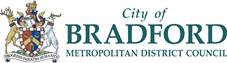 City of
BRADFORD
METROPOLITAN DISTRICT COUNCIL